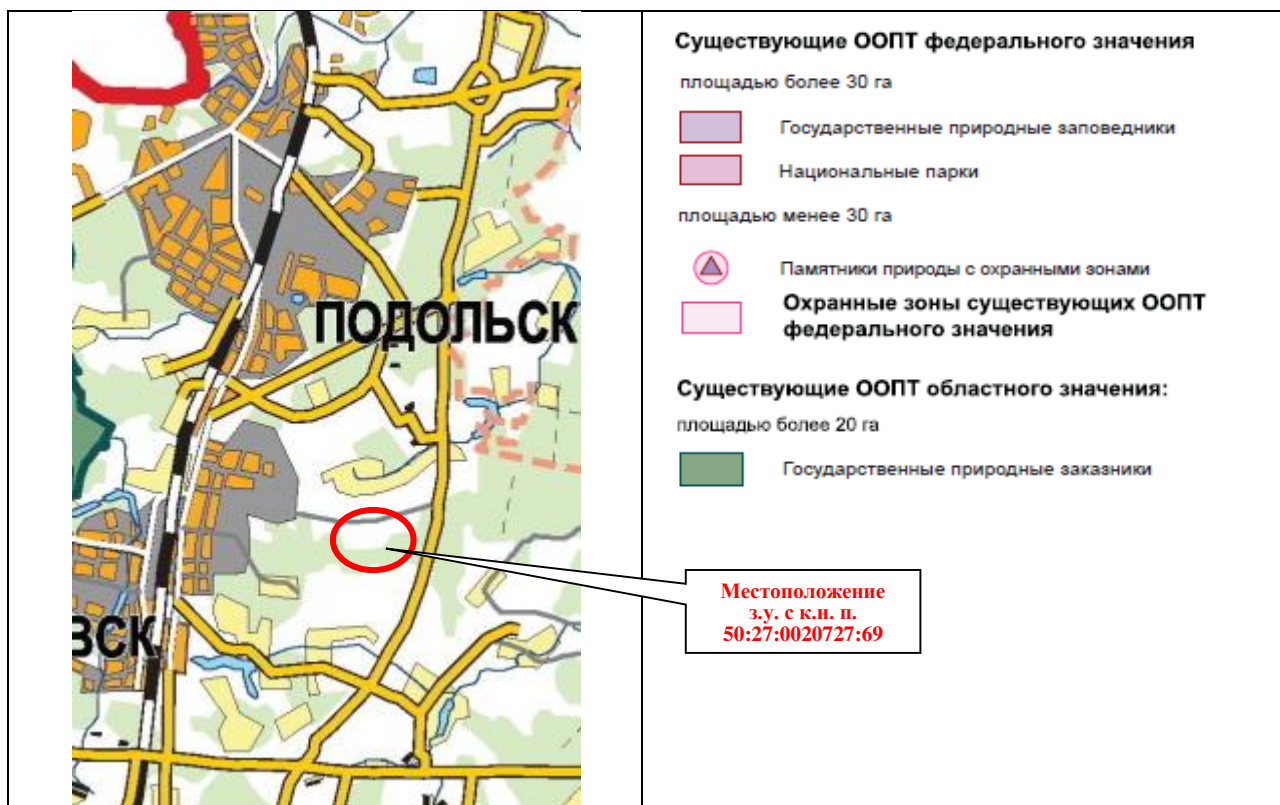 ПОДОЛЬСК
ВСК
Существующие ООПТ федерального значения
площадью более 30 га
Государственные природные заповедники
Национальные парки
площадью менее 30 га
Памятники природы с охранными зонами
Охранные зоны существующих ООПТ
федерального значения
Существующие ООПТ областного значения:
площадью более 20 га
Государственные природные заказники
Местоположение
з.у. с к.н. п.
50:27:0020727:69